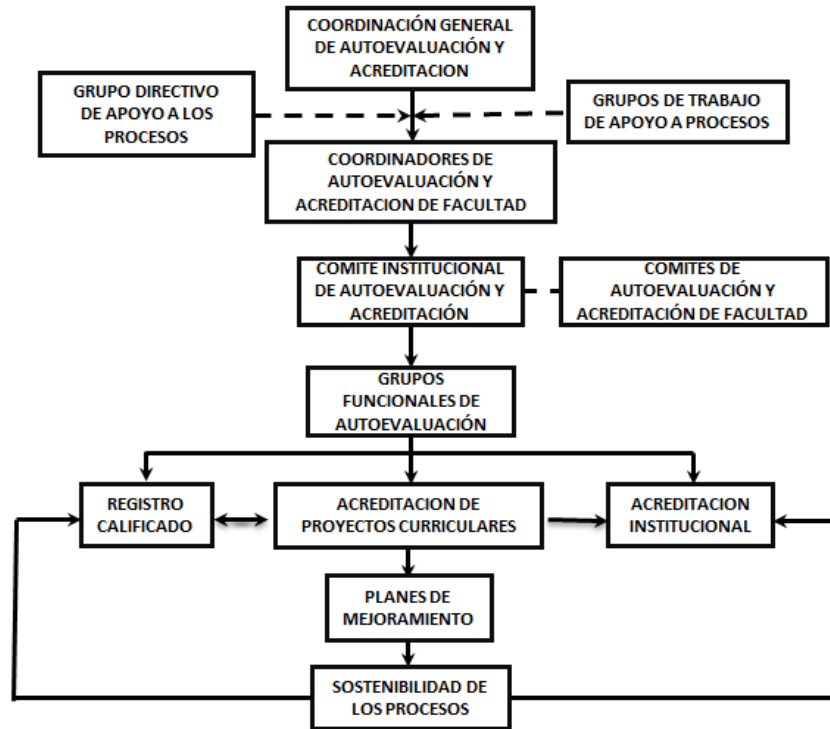 COORDINACIÓN GENERAL
DE AUTOEVALUACIÓN Y
ACREDITACION
GRUPO DIRECTIVO
DE APOYO A LOS
PROCESOS
GRUPOS DE TRABAJO
DE APOYO A PROCESOS
COORDINADORES DE
AUTOEVALUACIÓN Y
ACREDITACION DE FACULTAD
COMITE INSTITUCIONAL
DE AUTOEVALUACIÓN Y
ACREDITACIÓN
COMITES DE
AUTOEVALUACIÓN Y
ACREDITACIÓN DE FACULTAD
GRUPOS
FUNCIONALES DE
AUTOEVALUACIÓN
REGISTRO
CALIFICADO
ACREDITACION DE
PROYECTOS CURRICULARES
ACREDITACION
INSTITUCIONAL
PLANES DE
MEJORAMIENTO
SOSTENIBILIDAD DE
LOS PROCESOS